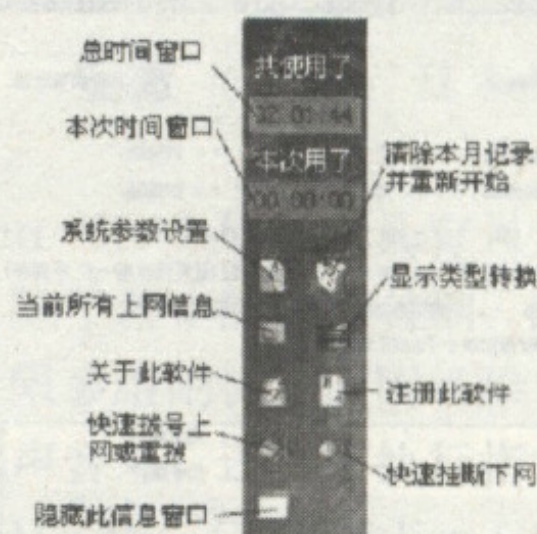 总时间窗口
共使用了
32:01:44
本次时间窗口
本次用了
00:00:00
清除本月记录
并重新开始
系统参数设置
当前所有上网信息
显示类型转换
关于此软件
注册此软件
快速拨号上
网或重拨
快速挂断下网
隐藏此信息窗口